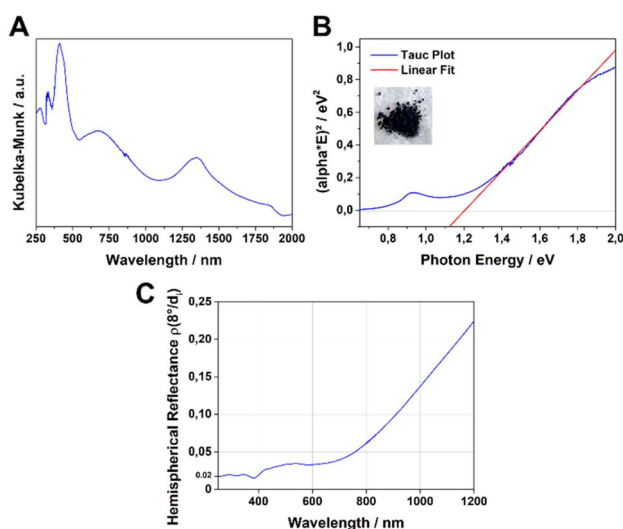 A
Kubelka-Munk / a.u.
250 500 750 1000 1250 1500 1750 2000
Wavelength / nm
B
1,0
0,8
0,6
0,4
0,2
0,0
(alpha*E)² / eV²
Tauc Plot
Linear Fit
0,8 1,0 1,2 1,4 1,6 1,8 2,0
Photon Energy / eV
C
0,25
0,20
0,15
0,10
0,05
0.02
0
Hemispherical Reflectance ρ(8°/dᵢ)
400 600 800 1000 1200
Wavelength / nm